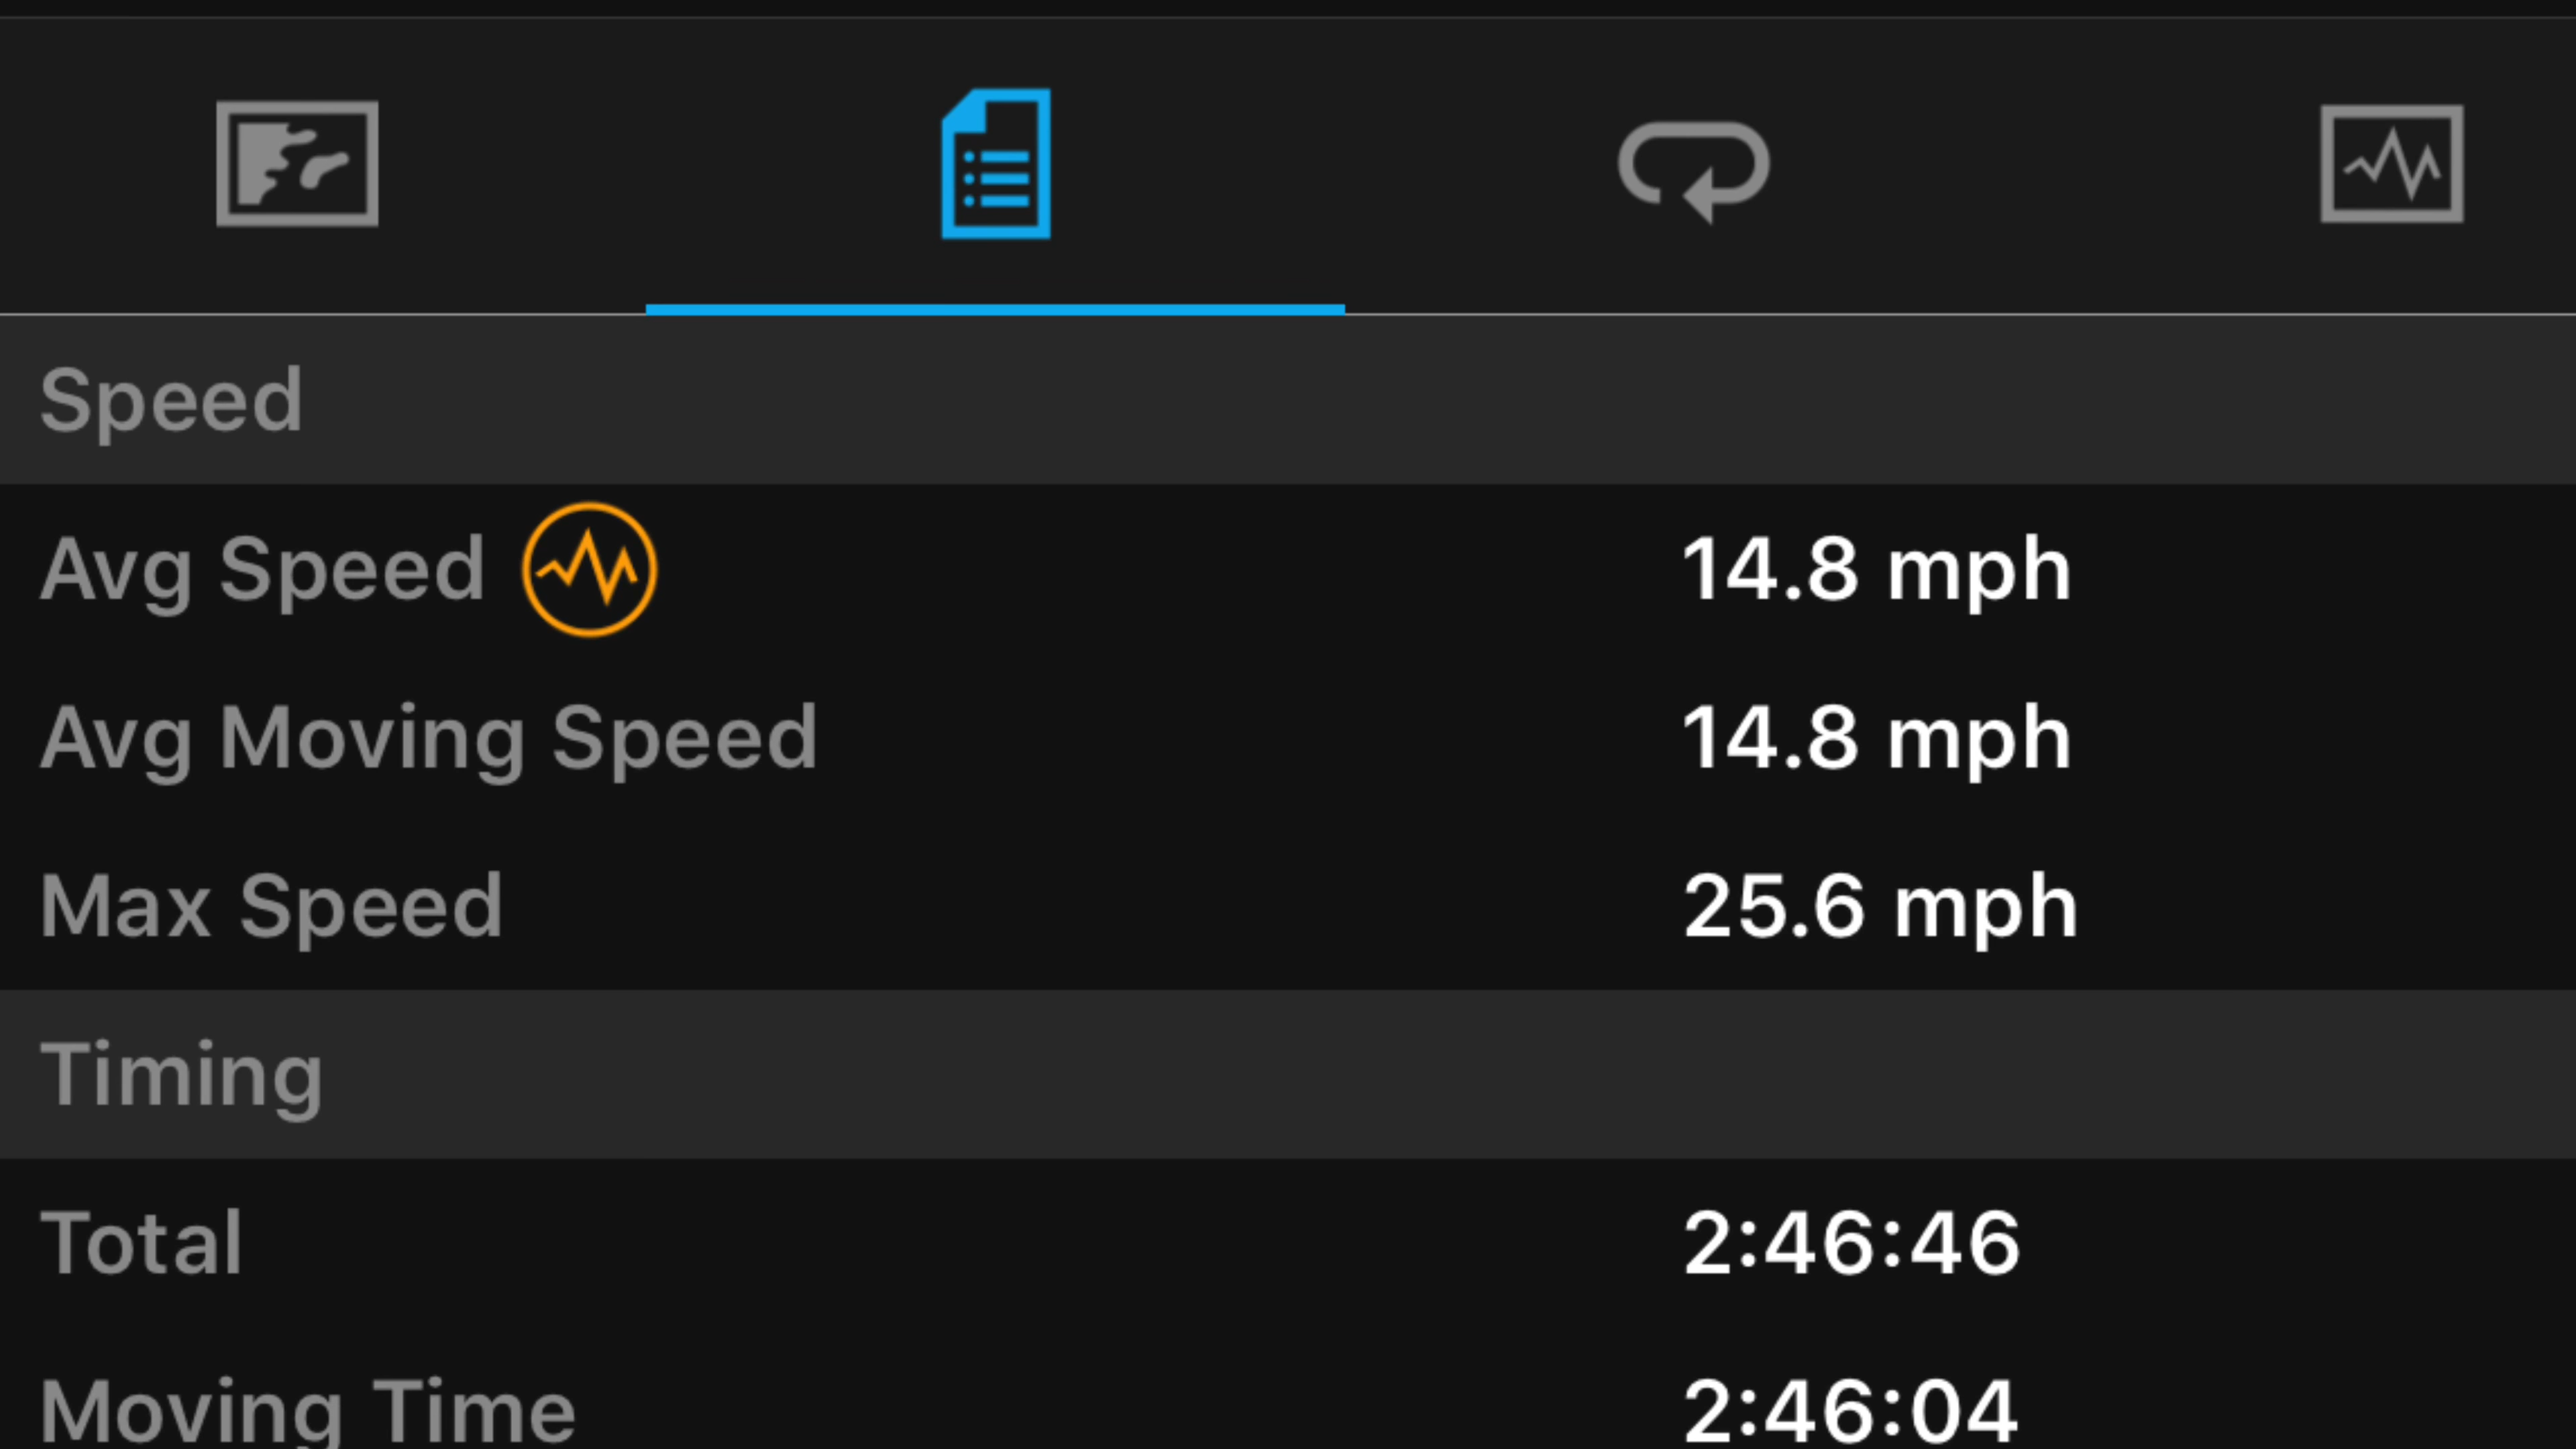 Speed
Avg Speed 14.8 mph
Avg Moving Speed 14.8 mph
Max Speed 25.6 mph
Timing
Total 2:46:46
Moving Time 2:46:04